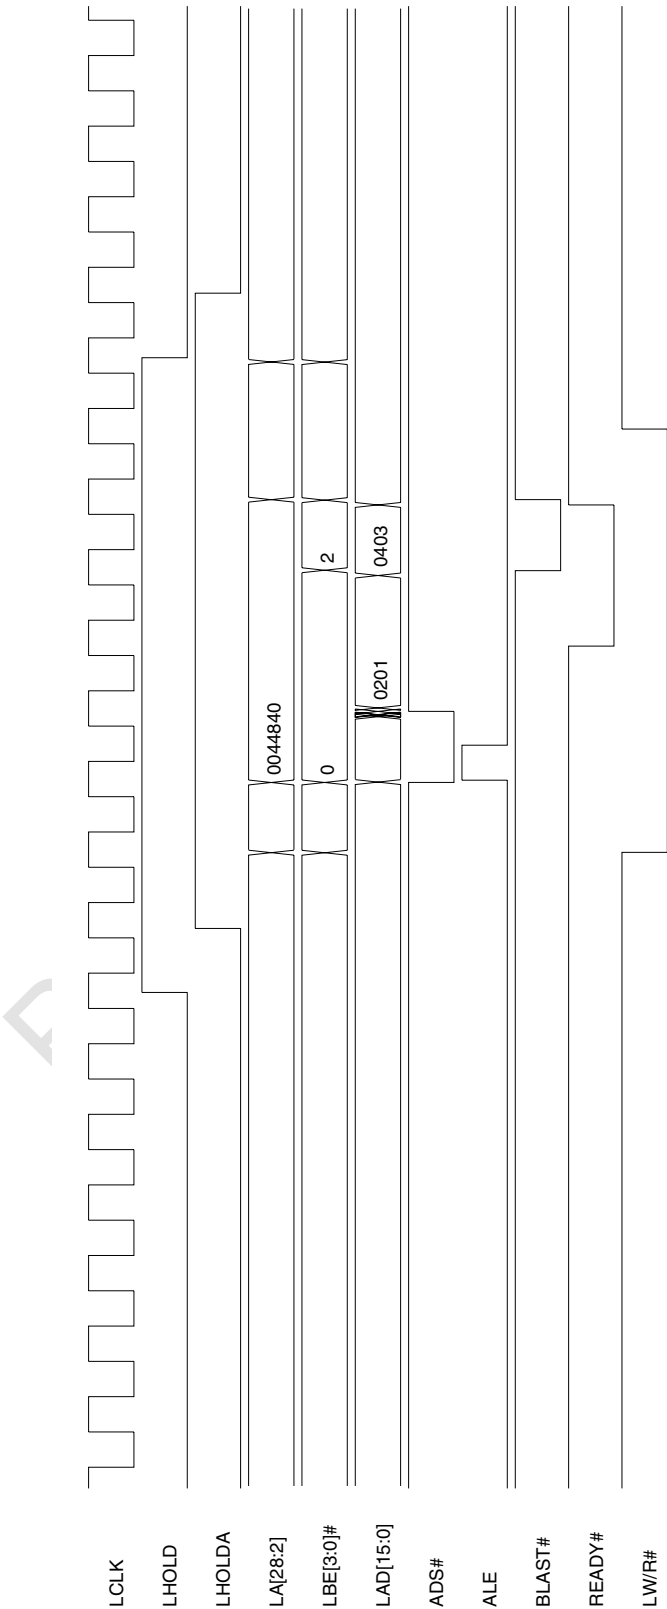 LCLK
LHOLD
LHOLDA
LA[28:2] 0044840
LBE[3:0]# 0 2
LAD[15:0] 0201 0403
ADS#
ALE
BLAST#
READY#
LW/R#